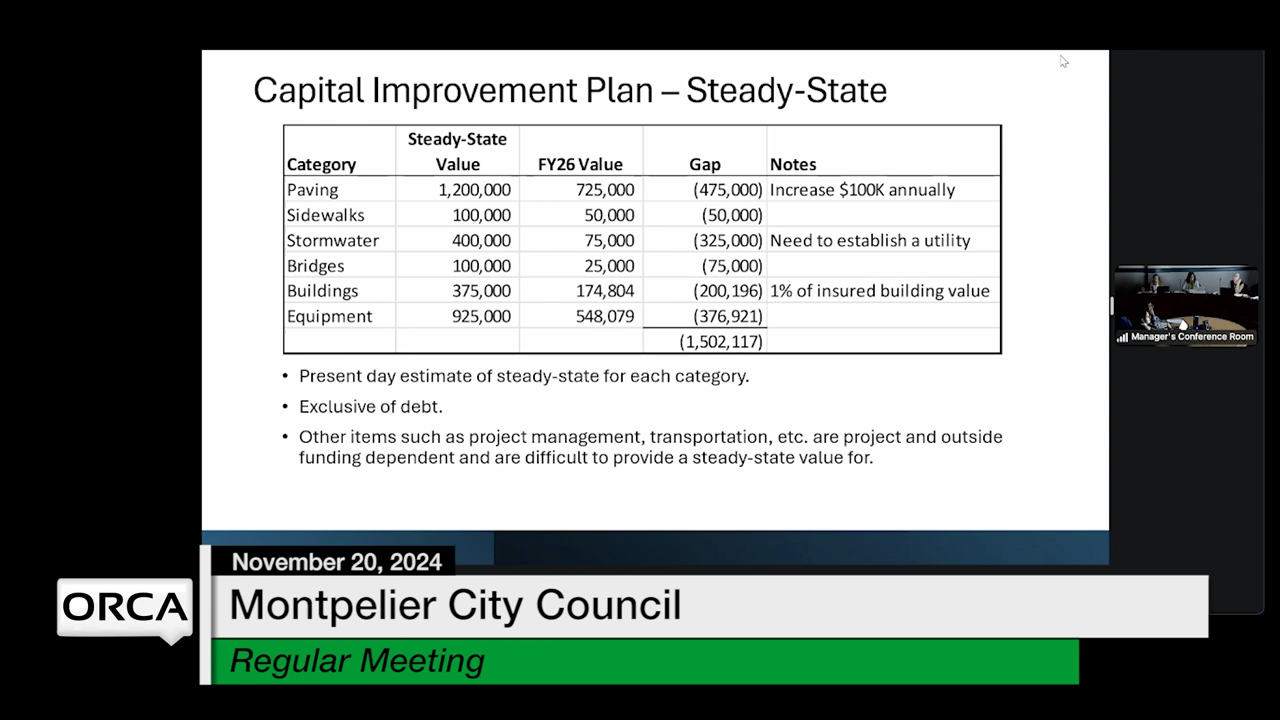 Capital Improvement Plan – Steady-State
Steady-State
Category Value FY26 Value Gap Notes
Paving 1,200,000 725,000 (475,000) Increase $100K annually
Sidewalks 100,000 50,000 (50,000)
Stormwater 400,000 75,000 (325,000) Need to establish a utility
Bridges 100,000 25,000 (75,000)
Buildings 375,000 174,804 (200,196) 1% of insured building value
Equipment 925,000 548,079 (376,921)
(1,502,117)
• Present day estimate of steady-state for each category.
• Exclusive of debt.
• Other items such as project management, transportation, etc. are project and outside
funding dependent and are difficult to provide a steady-state value for.
Manager's Conference Room
November 20, 2024
ORCA
Montpelier City Council
Regular Meeting